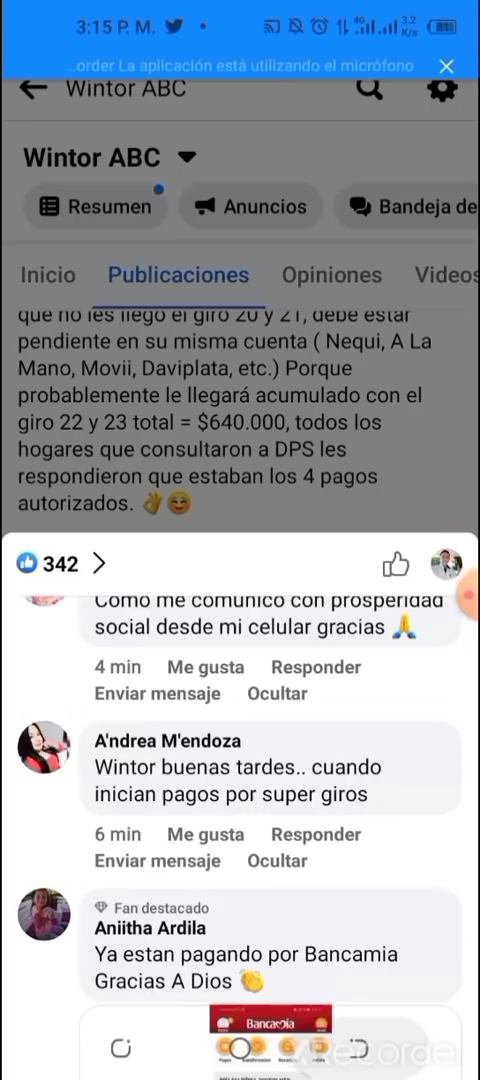 3:15 P. M.
4G 3.2 K/s
...order La aplicación está utilizando el micrófono
Wintor ABC
Wintor ABC
Resumen Anuncios Bandeja de
Inicio Publicaciones Opiniones Videos
que no les llegó el giro 20 y 21, debe estar
pendiente en su misma cuenta ( Nequi, A La
Mano, Movii, Daviplata, etc.) Porque
probablemente le llegará acumulado con el
giro 22 y 23 total = $640.000, todos los
hogares que consultaron a DPS les
respondieron que estaban los 4 pagos
autorizados. 👌☺️
342
Como me comunico con prosperidad
social desde mi celular gracias 🙏
4 min Me gusta Responder
Enviar mensaje Ocultar
A'ndrea M'endoza
Wintor buenas tardes.. cuando
inician pagos por super giros
6 min Me gusta Responder
Enviar mensaje Ocultar
Fan destacado
Aniitha Ardila
Ya estan pagando por Bancamia
Gracias A Dios 👏
Bancamía
Recorder